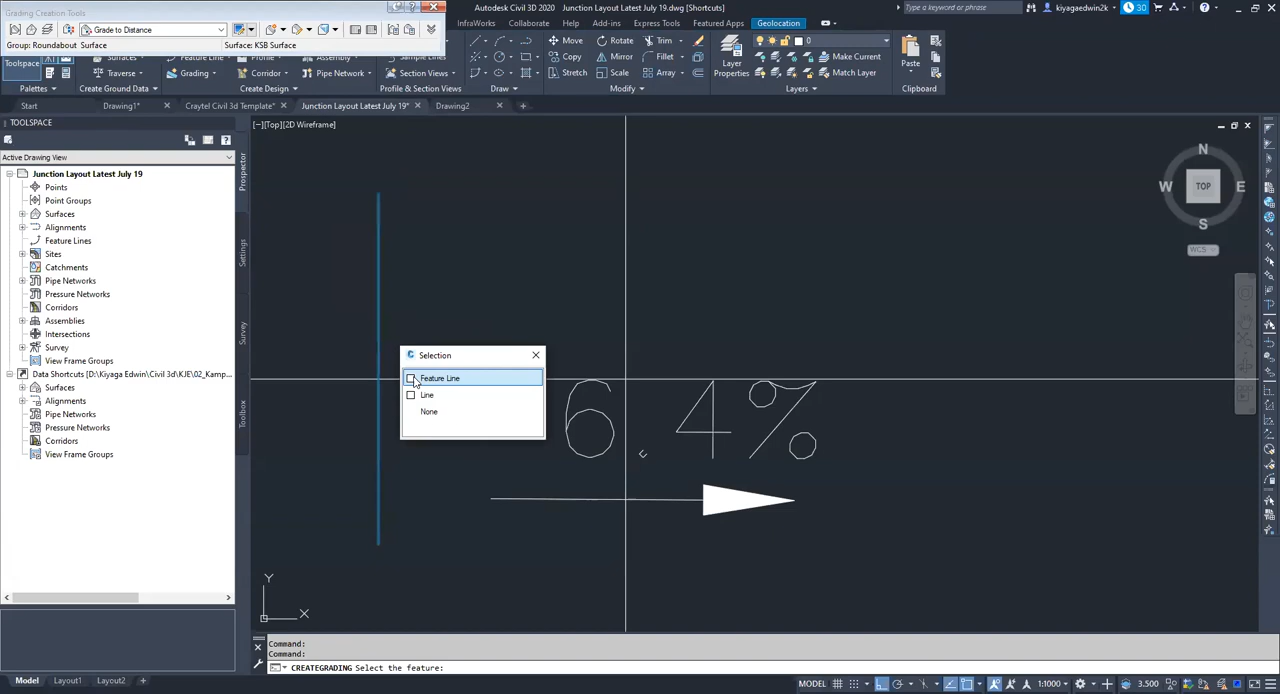 Grading Creation Tools
Autodesk Civil 3D 2020 Junction Layout Latest July 19.dwg [Shortcuts]
Type a keyword or phrase
kiyagaedwin2k
30
Grade to Distance
Group: Roundabout Surface
Surface: KSB Surface
InfraWorks
Collaborate
Help
Add-ins
Express Tools
Featured Apps
Geolocation
Toolspace
Traverse
Grading
Corridor
Pipe Network
Section Views
Move
Rotate
Trim
Copy
Mirror
Fillet
Stretch
Scale
Array
Layer
Properties
0
Make Current
Match Layer
Paste
Palettes
Create Ground Data
Create Design
Profile & Section Views
Draw
Modify
Layers
Clipboard
Start
Drawing1*
Craytel Civil 3d Template*
Junction Layout Latest July 19*
Drawing2
TOOLSPACE
Active Drawing View
Junction Layout Latest July 19
Points
Point Groups
Surfaces
Alignments
Feature Lines
Sites
Catchments
Pipe Networks
Pressure Networks
Corridors
Assemblies
Intersections
Survey
View Frame Groups
Data Shortcuts [D:\Kiyaga Edwin\Civil 3d\KJE\02_Kamp
Surfaces
Alignments
Pipe Networks
Pressure Networks
Corridors
View Frame Groups
Prospector
Settings
Survey
Toolbox
[−][Top][2D Wireframe]
N
W
TOP
E
S
WCS
Selection
Feature Line
Line
None
6.4%
Y
X
Command:
Command:
CREATEGRADING Select the feature:
Model
Layout1
Layout2
MODEL
1:1000
3.500